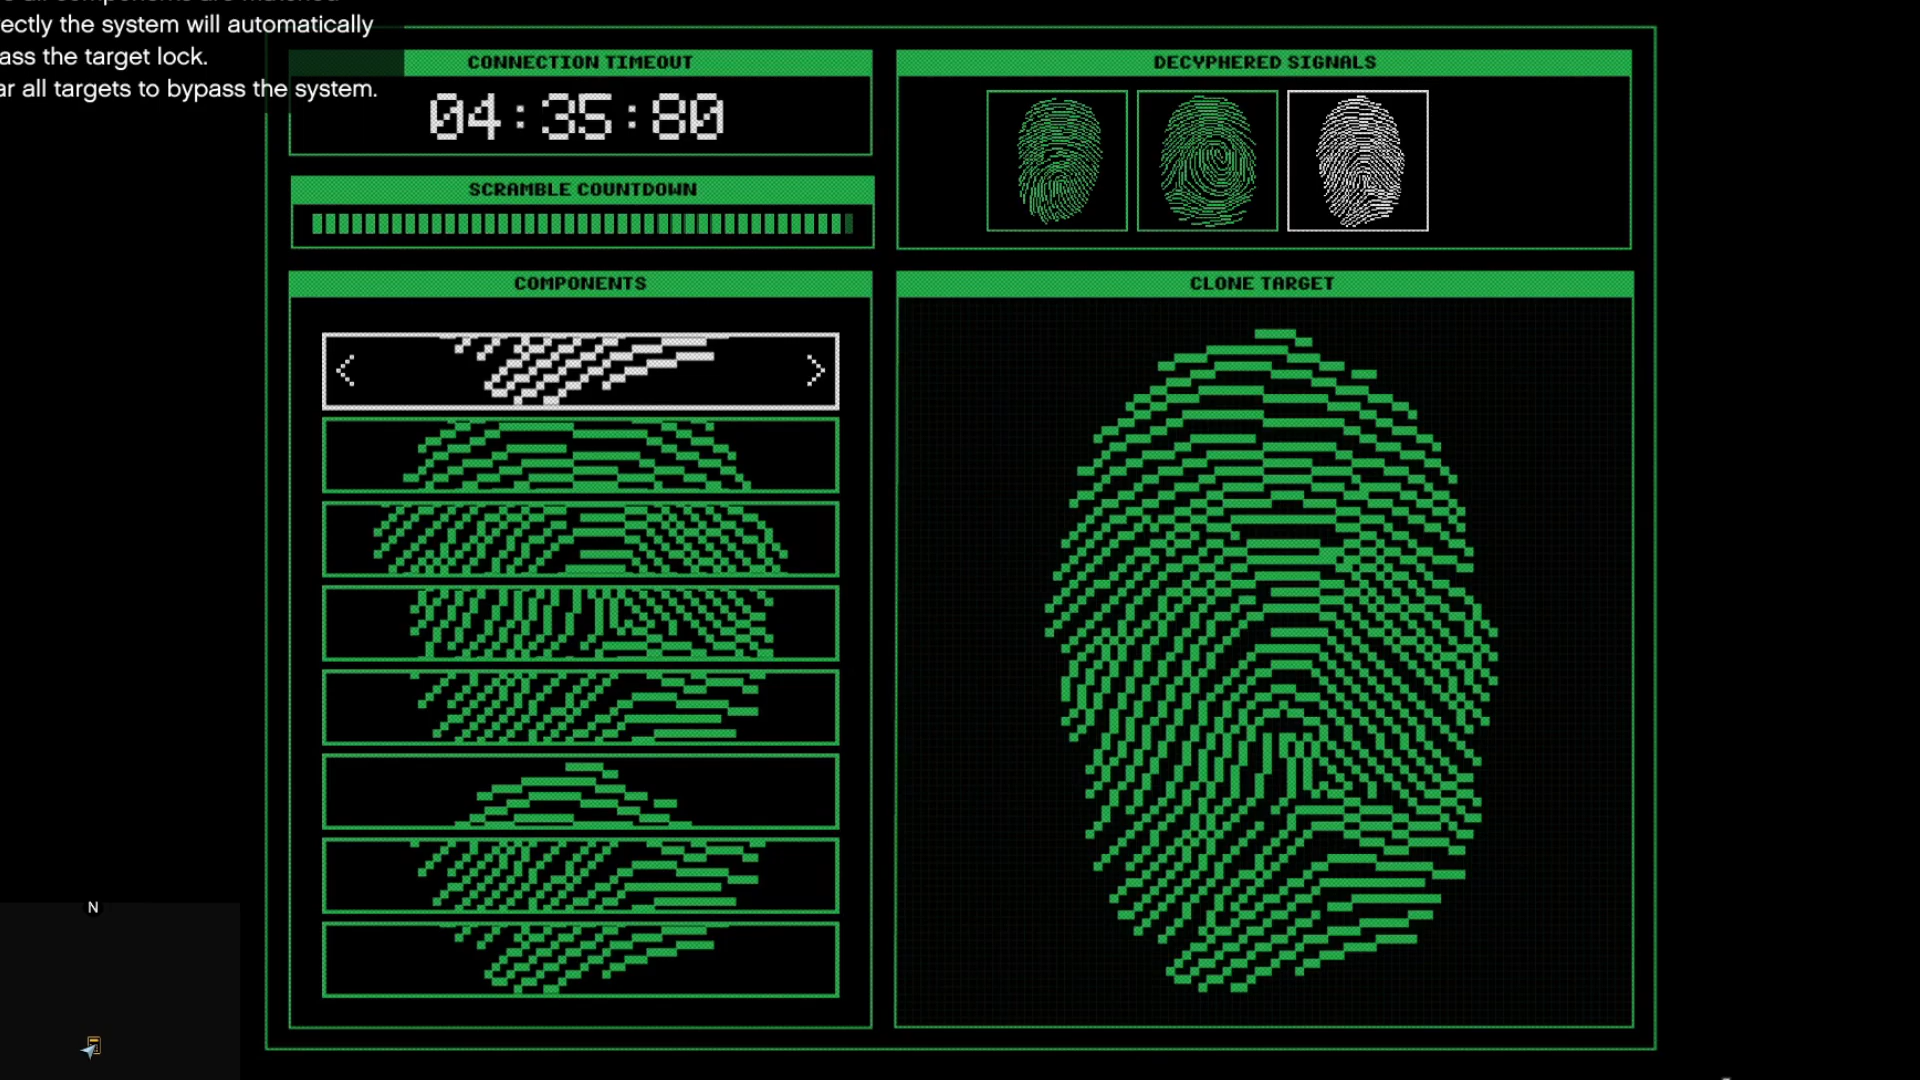 rectly the system will automatically
ass the target lock.
ar all targets to bypass the system.
CONNECTION TIMEOUT
04:35:80
DECYPHERED SIGNALS
SCRAMBLE COUNTDOWN
COMPONENTS
CLONE TARGET
N